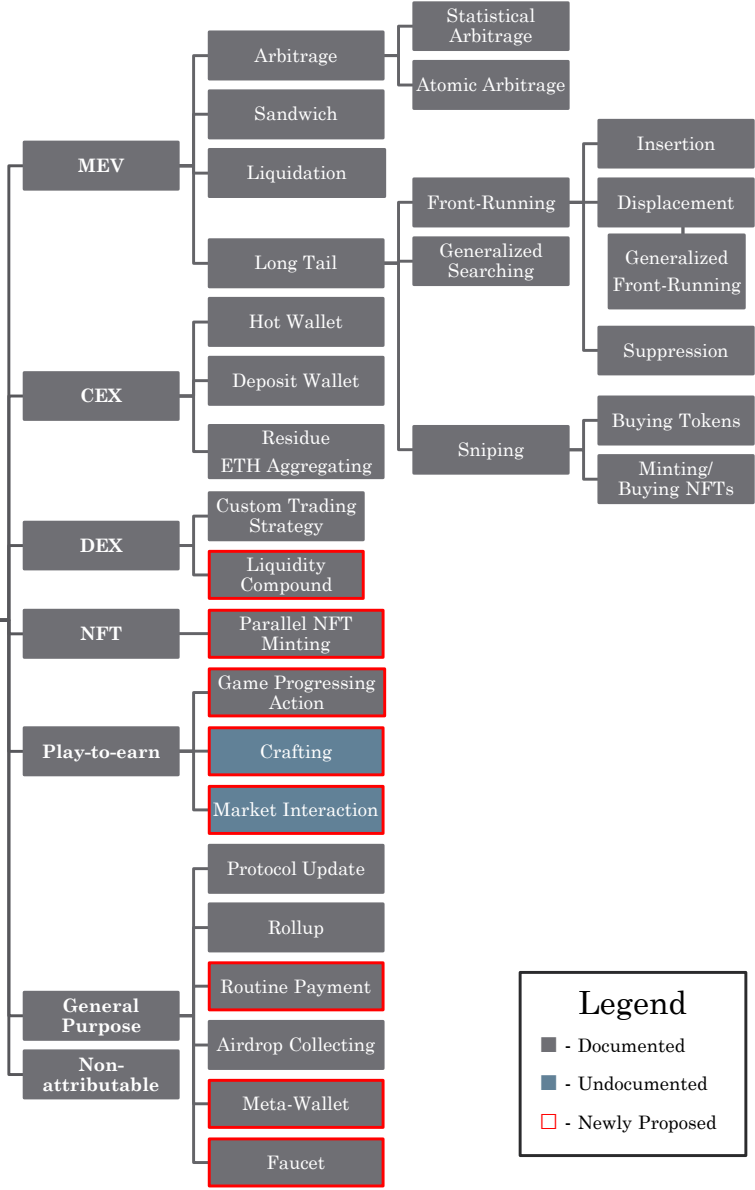 MEV
Arbitrage
Statistical
Arbitrage
Atomic Arbitrage
Sandwich
Liquidation
Long Tail
Front-Running
Insertion
Displacement
Generalized
Front-Running
Suppression
Generalized
Searching
Sniping
Buying Tokens
Minting/
Buying NFTs
CEX
Hot Wallet
Deposit Wallet
Residue
ETH Aggregating
DEX
Custom Trading
Strategy
Liquidity
Compound
NFT
Parallel NFT
Minting
Play-to-earn
Game Progressing
Action
Crafting
Market Interaction
General
Purpose
Protocol Update
Rollup
Routine Payment
Airdrop Collecting
Meta-Wallet
Faucet
Non-
attributable
Legend
- Documented
- Undocumented
- Newly Proposed